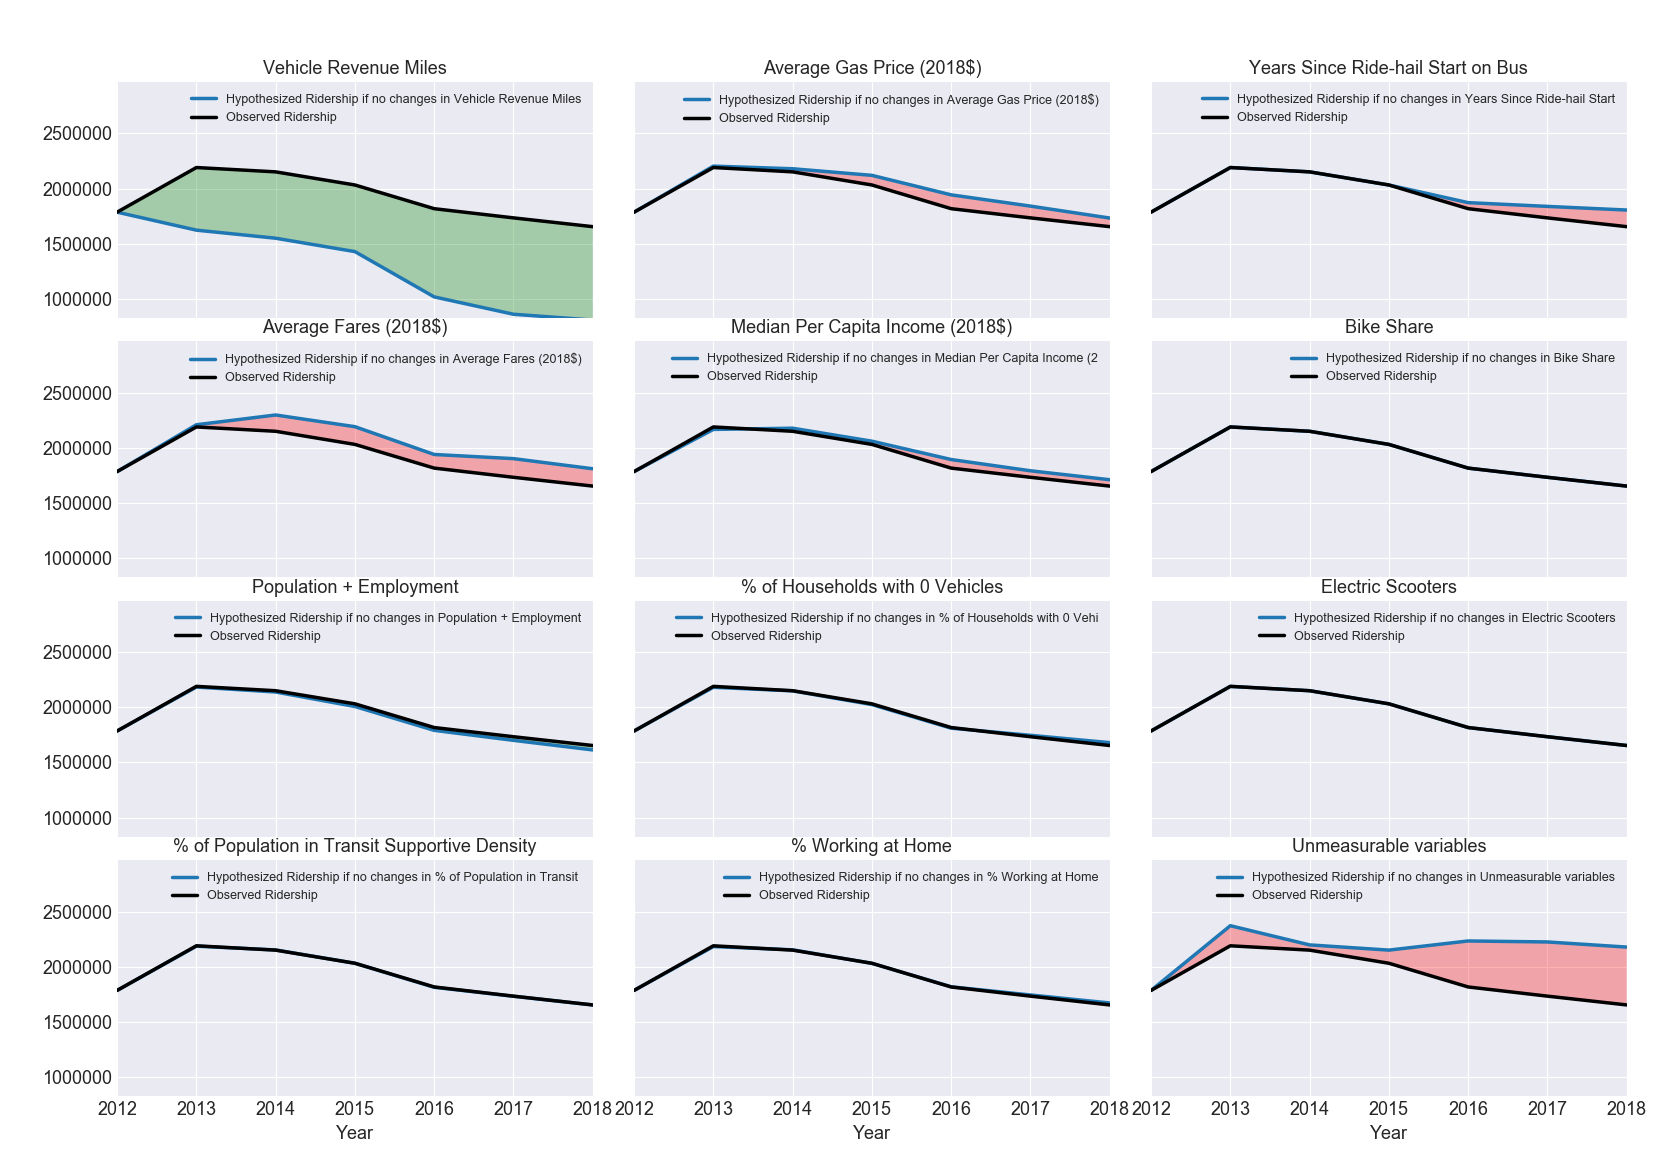 Vehicle Revenue Miles
Hypothesized Ridership if no changes in Vehicle Revenue Miles
Observed Ridership
2500000
2000000
1500000
1000000
Average Gas Price (2018$)
Hypothesized Ridership if no changes in Average Gas Price (2018$)
Observed Ridership
Years Since Ride-hail Start on Bus
Hypothesized Ridership if no changes in Years Since Ride-hail Start
Observed Ridership
Average Fares (2018$)
Hypothesized Ridership if no changes in Average Fares (2018$)
Observed Ridership
2500000
2000000
1500000
1000000
Median Per Capita Income (2018$)
Hypothesized Ridership if no changes in Median Per Capita Income (2
Observed Ridership
Bike Share
Hypothesized Ridership if no changes in Bike Share
Observed Ridership
Population + Employment
Hypothesized Ridership if no changes in Population + Employment
Observed Ridership
2500000
2000000
1500000
1000000
% of Households with 0 Vehicles
Hypothesized Ridership if no changes in % of Households with 0 Vehi
Observed Ridership
Electric Scooters
Hypothesized Ridership if no changes in Electric Scooters
Observed Ridership
% of Population in Transit Supportive Density
Hypothesized Ridership if no changes in % of Population in Transit
Observed Ridership
2500000
2000000
1500000
1000000
2012 2013 2014 2015 2016 2017 2018
Year
% Working at Home
Hypothesized Ridership if no changes in % Working at Home
Observed Ridership
2012 2013 2014 2015 2016 2017 2018
Year
Unmeasurable variables
Hypothesized Ridership if no changes in Unmeasurable variables
Observed Ridership
2012 2013 2014 2015 2016 2017 2018
Year